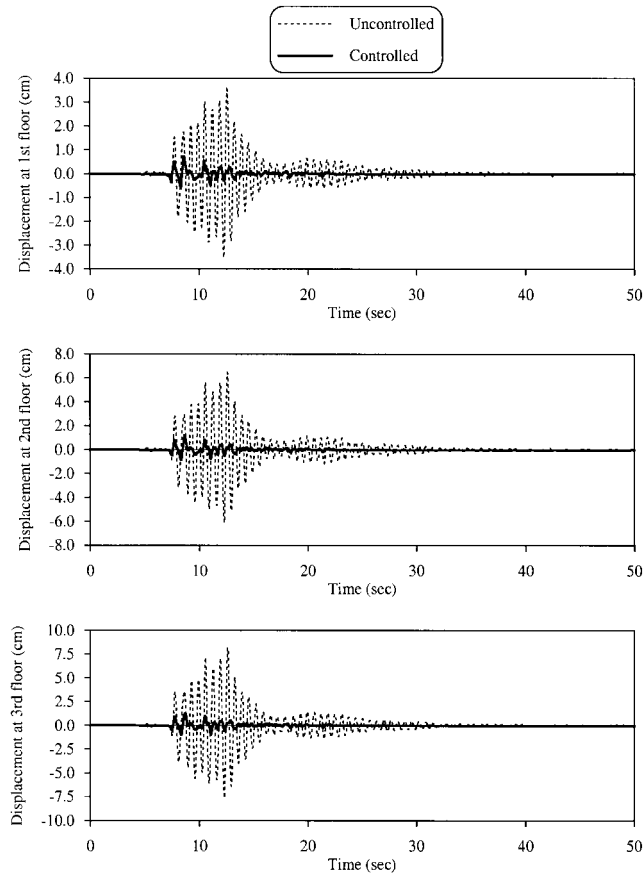 Uncontrolled
Controlled
Displacement at 1st floor (cm)
4.0
3.0
2.0
1.0
0.0
-1.0
-2.0
-3.0
-4.0
0 10 20 30 40 50
Time (sec)
Displacement at 2nd floor (cm)
8.0
6.0
4.0
2.0
0.0
-2.0
-4.0
-6.0
-8.0
0 10 20 30 40 50
Time (sec)
Displacement at 3rd floor (cm)
10.0
7.5
5.0
2.5
0.0
-2.5
-5.0
-7.5
-10.0
0 10 20 30 40 50
Time (sec)